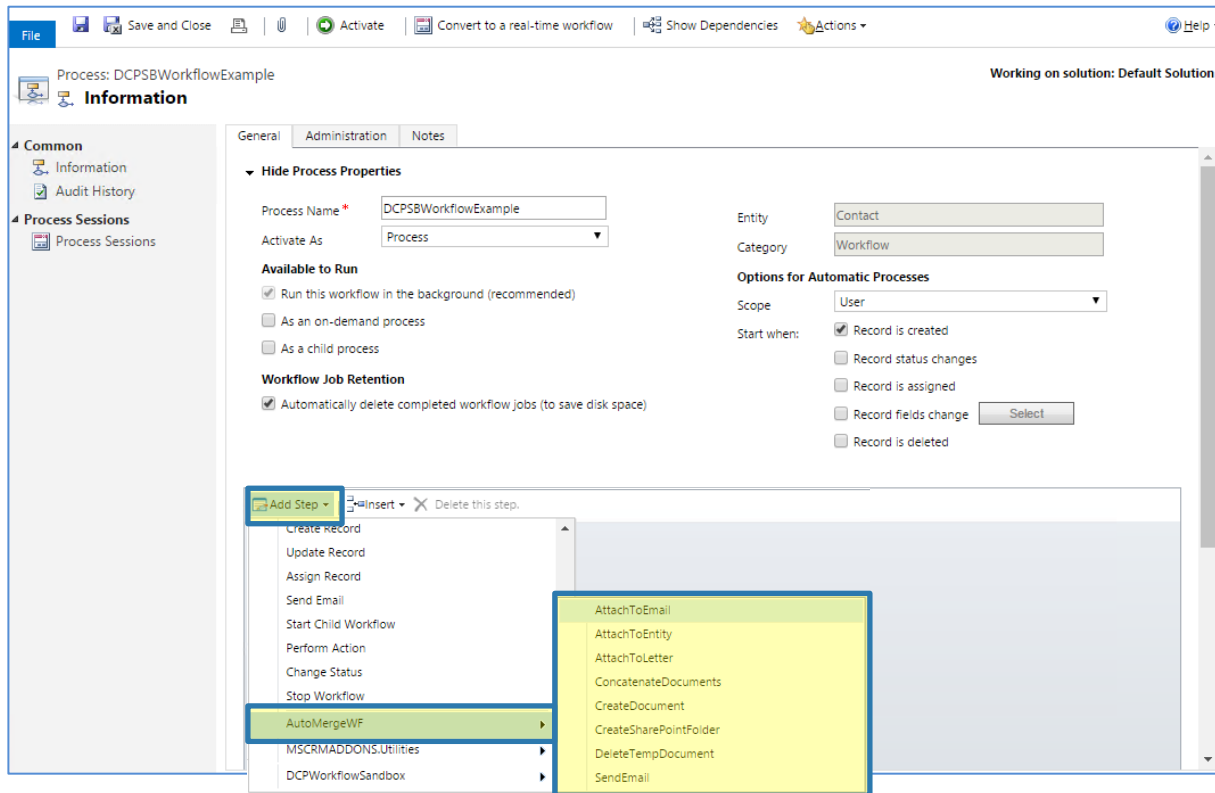 File
Save and Close
Activate
Convert to a real-time workflow
Show Dependencies
Actions
Help
Process: DCPSBWorkflowExample
Information
Working on solution: Default Solution
Common
Information
Audit History
Process Sessions
Process Sessions
General
Administration
Notes
Hide Process Properties
Process Name *
DCPSBWorkflowExample
Activate As
Process
Available to Run
Run this workflow in the background (recommended)
As an on-demand process
As a child process
Workflow Job Retention
Automatically delete completed workflow jobs (to save disk space)
Entity
Contact
Category
Workflow
Options for Automatic Processes
Scope
User
Start when:
Record is created
Record status changes
Record is assigned
Record fields change
Select
Record is deleted
Add Step
Insert
Delete this step.
Create Record
Update Record
Assign Record
Send Email
Start Child Workflow
Perform Action
Change Status
Stop Workflow
AutoMergeWF
MSCRMADDONS.Utilities
DCPWorkflowSandbox
AttachToEmail
AttachToEntity
AttachToLetter
ConcatenateDocuments
CreateDocument
CreateSharePointFolder
DeleteTempDocument
SendEmail